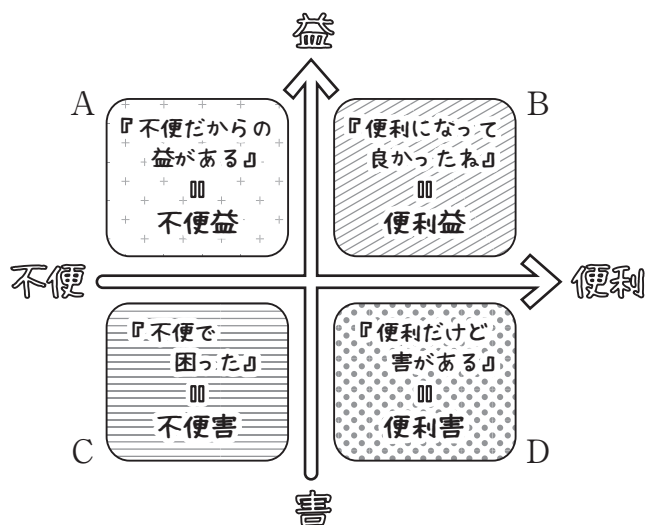 益
A
『不便だからの
益がある』
=
不便益
B
『便利になって
良かったね』
=
便利益
不便
便利
『不便で
困った』
=
不便害
C
『便利だけど
害がある』
=
便利害
D
害